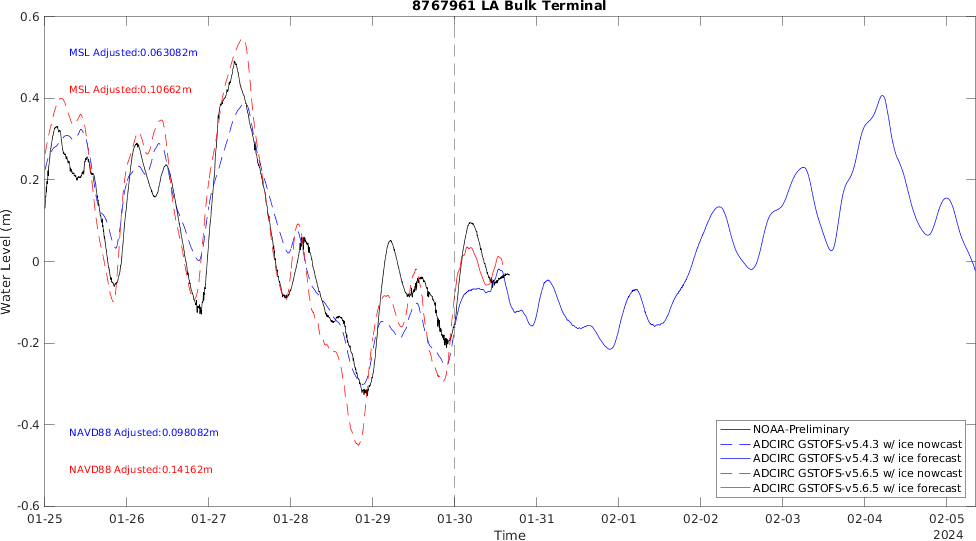 8767961 LA Bulk Terminal
0.6
MSL Adjusted:0.063082m
MSL Adjusted:0.10662m
0.4
0.2
0
-0.2
-0.4
-0.6
Water Level (m)
NAVD88 Adjusted:0.098082m
NAVD88 Adjusted:0.14162m
NOAA-Preliminary
ADCIRC GSTOFS-v5.4.3 w/ ice nowcast
ADCIRC GSTOFS-v5.4.3 w/ ice forecast
ADCIRC GSTOFS-v5.6.5 w/ ice nowcast
ADCIRC GSTOFS-v5.6.5 w/ ice forecast
01-25 01-26 01-27 01-28 01-29 01-30 01-31 02-01 02-02 02-03 02-04 02-05
Time
2024